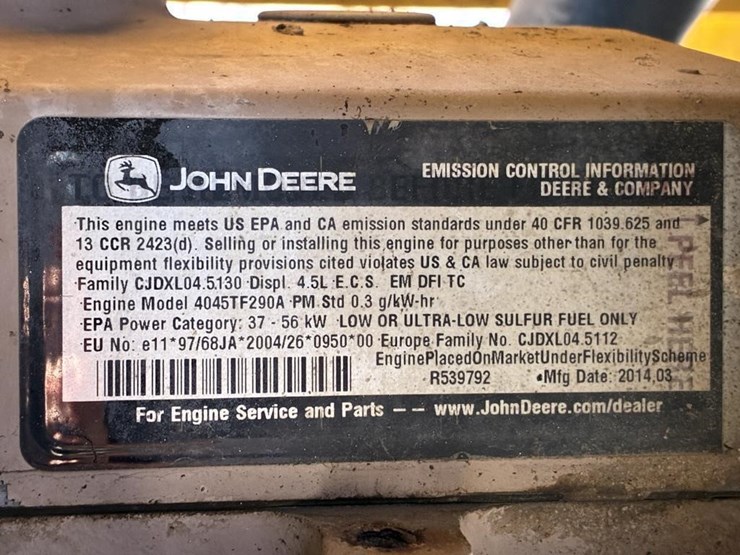 JOHN DEERE
EMISSION CONTROL INFORMATION
DEERE & COMPANY
This engine meets US EPA and CA emission standards under 40 CFR 1039.625 and
13 CCR 2423(d). Selling or installing this engine for purposes other than for the
equipment flexibility provisions cited violates US & CA law subject to civil penalty
Family CJDXL04.5130 Displ. 4.5L E.C.S. EM DFI TC
Engine Model 4045TF290A PM Std 0.3 g/kW-hr
EPA Power Category: 37 - 56 kW LOW OR ULTRA-LOW SULFUR FUEL ONLY
EU No: e11*97/68JA*2004/26*0950*00 Europe Family No. CJDXL04.5112
EnginePlacedOnMarketUnderFlexibilityScheme
R539792 •Mfg Date: 2014,03
For Engine Service and Parts -- www.JohnDeere.com/dealer
PEEL HERE